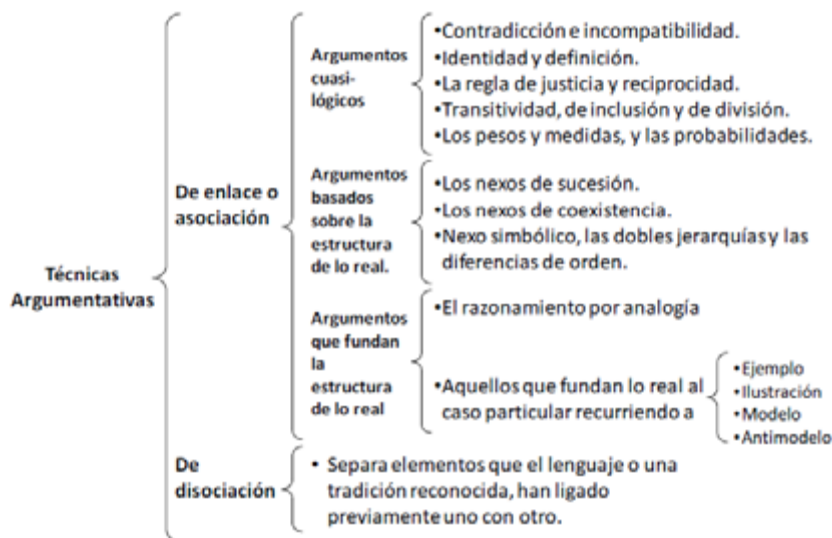 Técnicas
Argumentativas
De enlace o
asociación
Argumentos
cuasi-
lógicos
•Contradicción e incompatibilidad.
•Identidad y definición.
•La regla de justicia y reciprocidad.
•Transitividad, de inclusión y de división.
•Los pesos y medidas, y las probabilidades.
Argumentos
basados
sobre la
estructura
de lo real.
•Los nexos de sucesión.
•Los nexos de coexistencia.
•Nexo simbólico, las dobles jerarquías y las
diferencias de orden.
Argumentos
que fundan
la
estructura
de lo real
•El razonamiento por analogía
•Aquellos que fundan lo real al
caso particular recurriendo a
•Ejemplo
•Ilustración
•Modelo
•Antimodelo
De
disociación
• Separa elementos que el lenguaje o una
tradición reconocida, han ligado
previamente uno con otro.